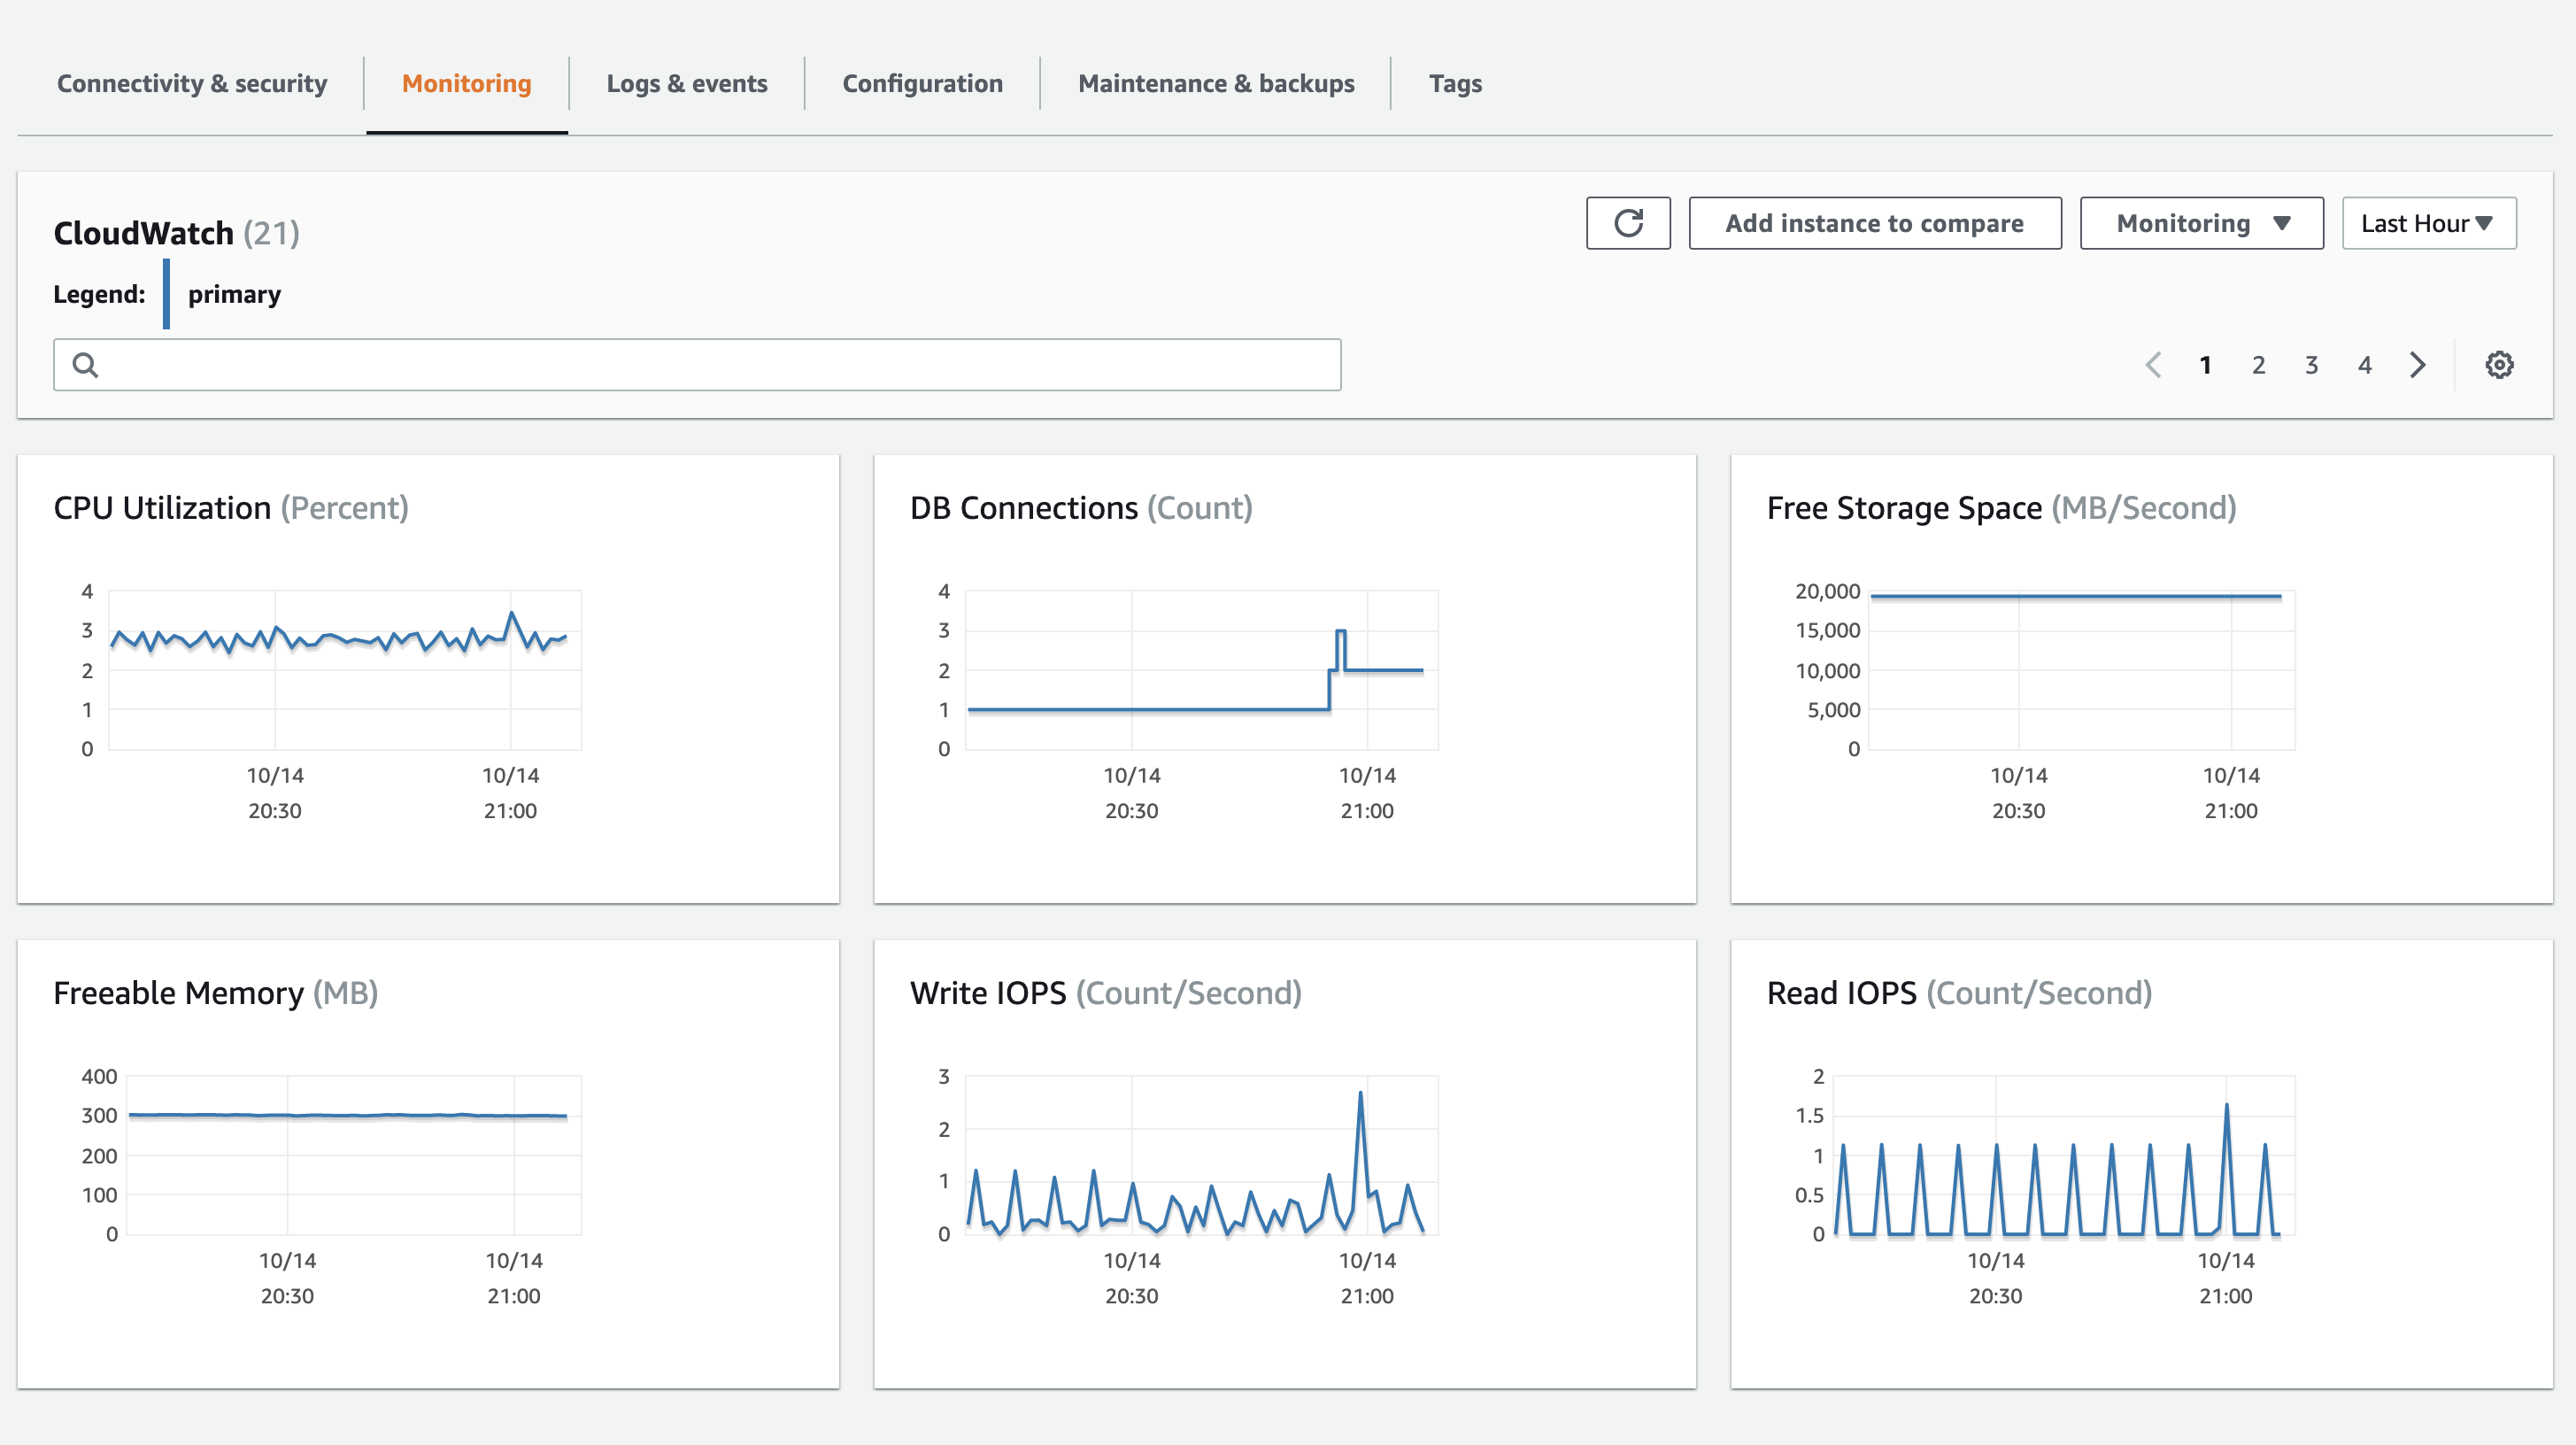 Connectivity & security
Monitoring
Logs & events
Configuration
Maintenance & backups
Tags
CloudWatch (21)
Add instance to compare
Monitoring
Last Hour
Legend:
primary
1 2 3 4
CPU Utilization (Percent)
4
3
2
1
0
10/14 10/14
20:30 21:00
DB Connections (Count)
4
3
2
1
0
10/14 10/14
20:30 21:00
Free Storage Space (MB/Second)
20,000
15,000
10,000
5,000
0
10/14 10/14
20:30 21:00
Freeable Memory (MB)
400
300
200
100
0
10/14 10/14
20:30 21:00
Write IOPS (Count/Second)
3
2
1
0
10/14 10/14
20:30 21:00
Read IOPS (Count/Second)
2
1.5
1
0.5
0
10/14 10/14
20:30 21:00